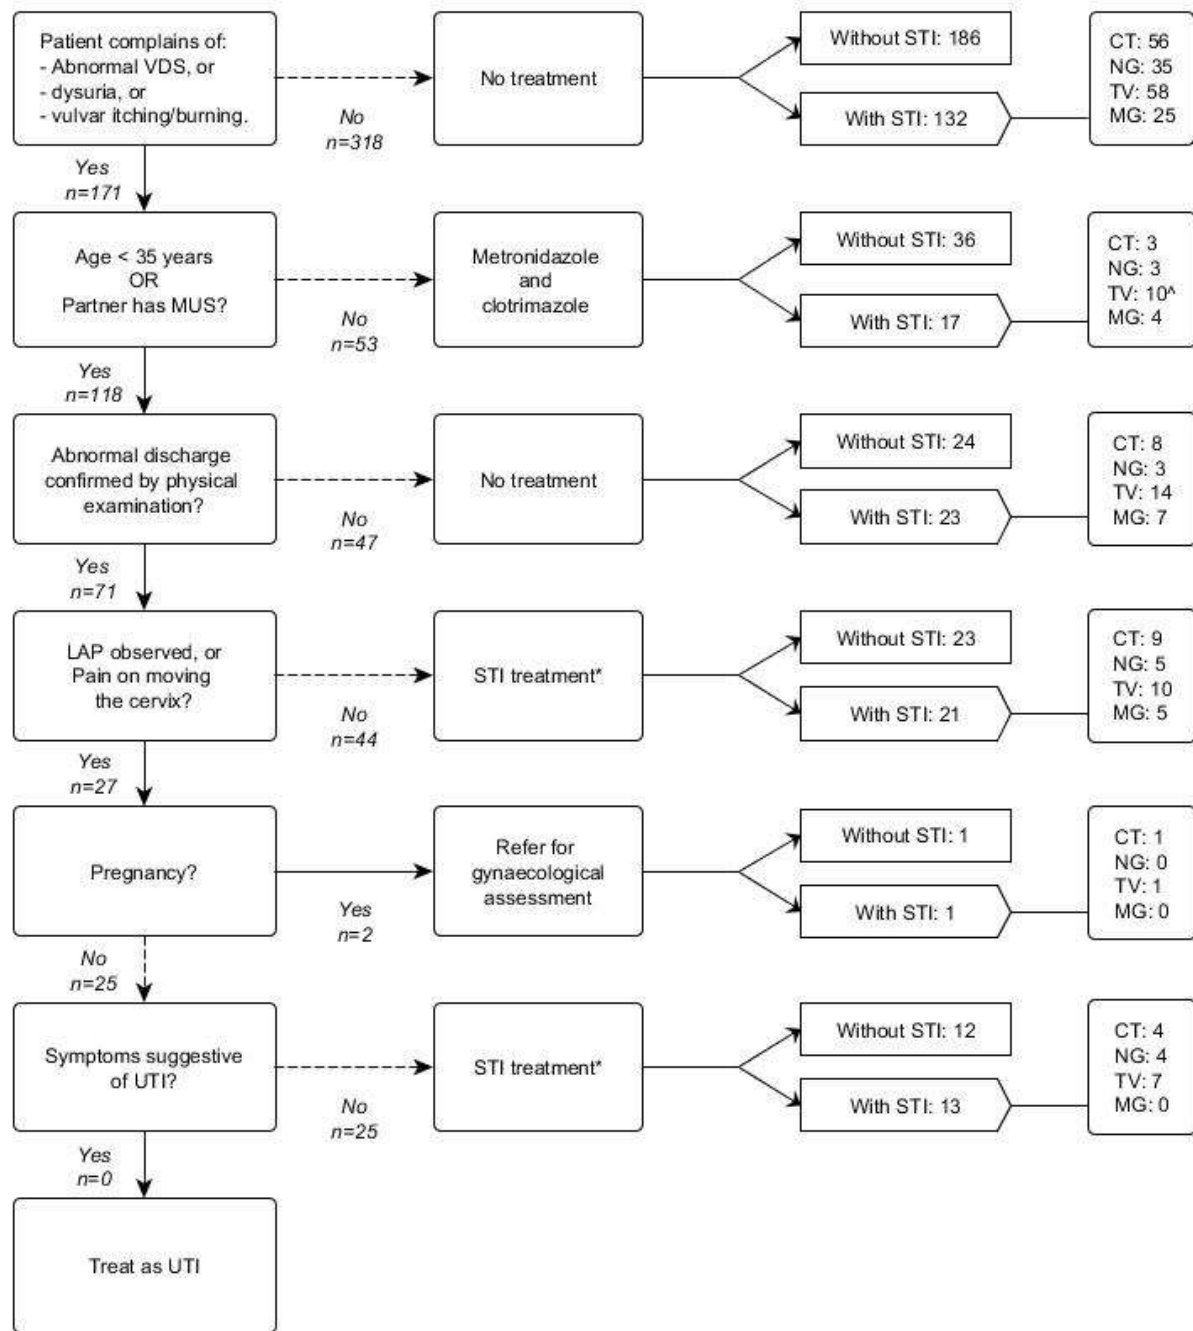 Patient complains of:
- Abnormal VDS, or
- dysuria, or
- vulvar itching/burning.
No
n=318
No treatment
Without STI: 186
With STI: 132
CT: 56
NG: 35
TV: 58
MG: 25
Yes
n=171
Age < 35 years
OR
Partner has MUS?
No
n=53
Metronidazole
and
clotrimazole
Without STI: 36
With STI: 17
CT: 3
NG: 3
TV: 10^
MG: 4
Yes
n=118
Abnormal discharge
confirmed by physical
examination?
No
n=47
No treatment
Without STI: 24
With STI: 23
CT: 8
NG: 3
TV: 14
MG: 7
Yes
n=71
LAP observed, or
Pain on moving
the cervix?
No
n=44
STI treatment*
Without STI: 23
With STI: 21
CT: 9
NG: 5
TV: 10
MG: 5
Yes
n=27
Pregnancy?
Yes
n=2
Refer for
gynaecological
assessment
Without STI: 1
With STI: 1
CT: 1
NG: 0
TV: 1
MG: 0
No
n=25
Symptoms suggestive
of UTI?
No
n=25
STI treatment*
Without STI: 12
With STI: 13
CT: 4
NG: 4
TV: 7
MG: 0
Yes
n=0
Treat as UTI